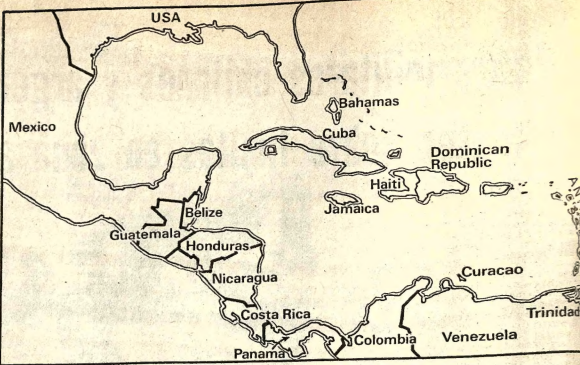 USA
Bahamas
Mexico
Cuba
Dominican
Republic
Haiti
Jamaica
Belize
Guatemala
Honduras
Nicaragua
Curacao
Costa Rica
Trinidad
Colombia
Venezuela
Panama